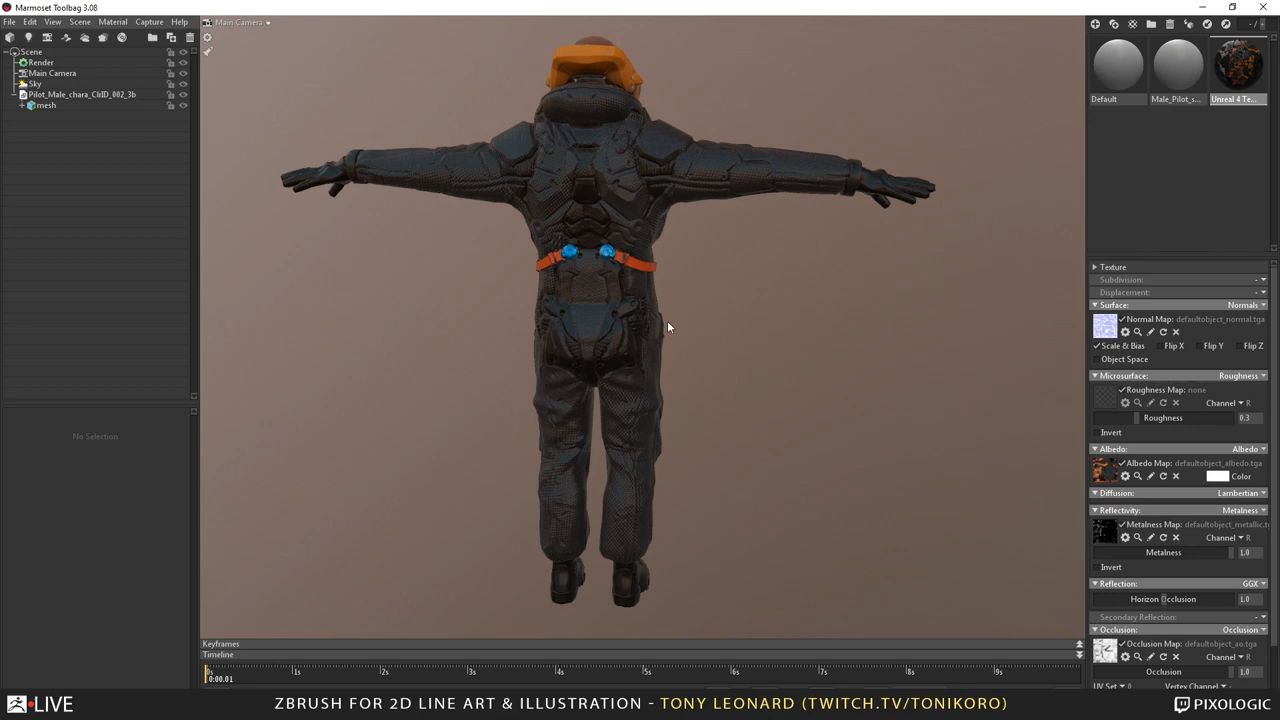 Marmoset Toolbag 3.08
File Edit View Scene Material Capture Help
Main Camera
Scene
Render
Main Camera
Sky
Pilot_Male_chara_ClrID_002_3b
mesh
No Selection
Default
Male_Pilot_s...
Unreal 4 Te...
Texture
Subdivision: -
Displacement: -
Surface: Normals
Normal Map: defaultobject_normal.tga
Scale & Bias Flip X Flip Y Flip Z
Object Space
Microsurface: Roughness
Roughness Map: none
Channel R
Roughness 0.3
Invert
Albedo: Albedo
Albedo Map: defaultobject_albedo.tga
Color
Diffusion: Lambertian
Reflectivity: Metalness
Metalness Map: defaultobject_metallic.t
Channel R
Metalness 1.0
Invert
Reflection: GGX
Horizon Occlusion 1.0
Secondary Reflection: -
Occlusion: Occlusion
Occlusion Map: defaultobject_ao.tga
Channel R
Occlusion 1.0
UV Set 0 Vertex Channel -
Keyframes
Timeline
1s 2s 3s 4s 5s 6s 7s 8s 9s
0:00.01
LIVE
ZBRUSH FOR 2D LINE ART & ILLUSTRATION - TONY LEONARD (TWITCH.TV/TONIKORO)
PIXOLOGIC